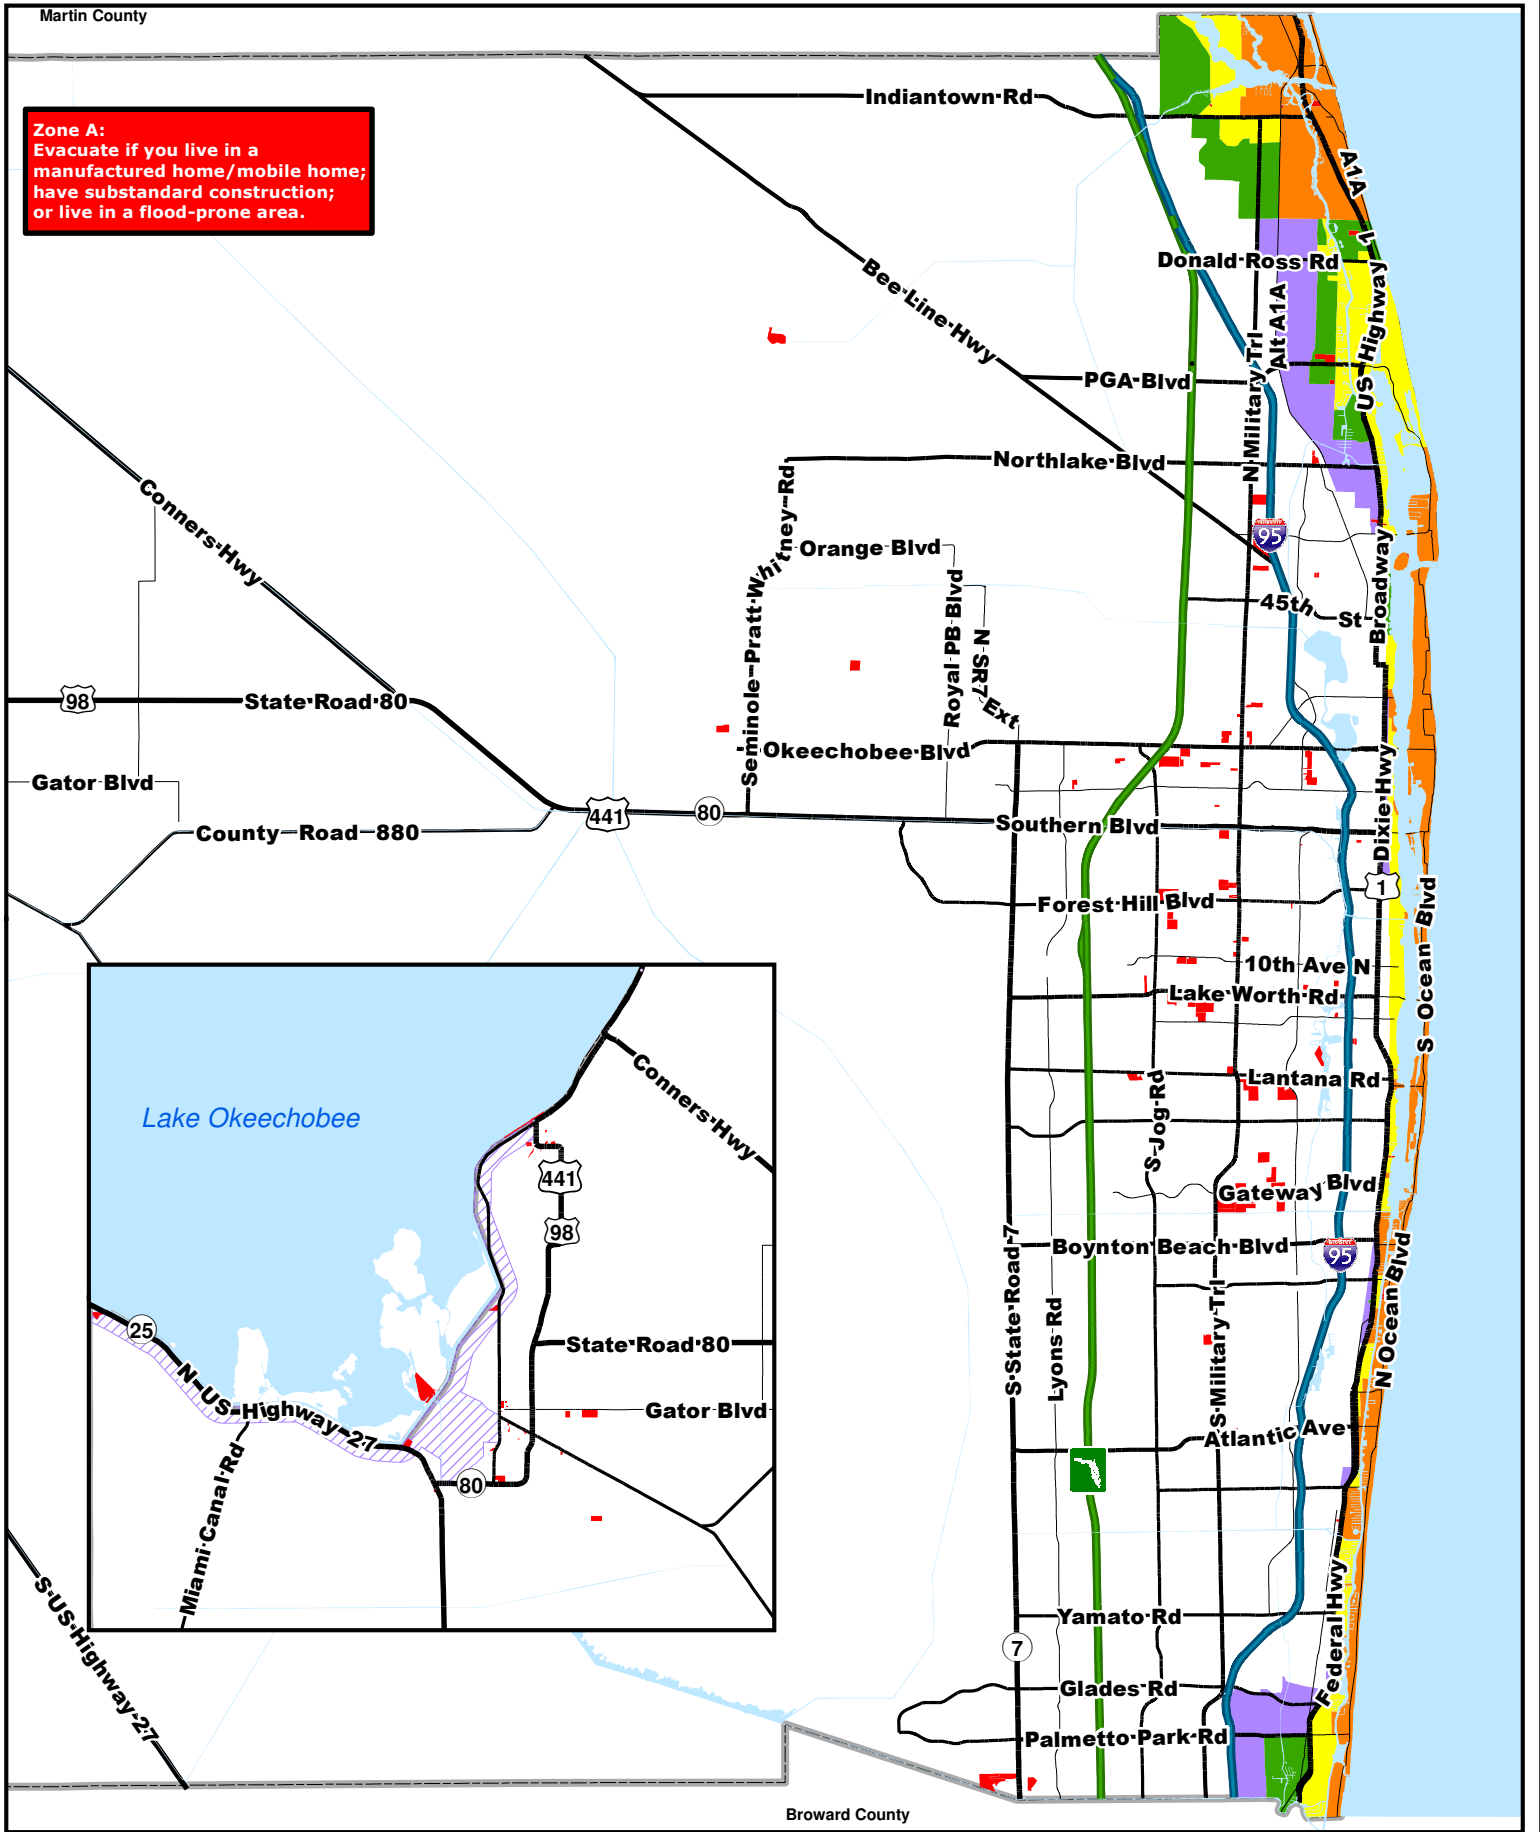 Martin County
Indiantown Rd
Zone A:
Evacuate if you live in a
manufactured home/mobile home;
have substandard construction;
or live in a flood-prone area.
A1A
1
US Highway
Donald Ross Rd
Bee Line Hwy
Alt A1A
N Military Trl
PGA Blvd
Northlake Blvd
Conners Hwy
Seminole Pratt Whitney Rd
Orange Blvd
95
Royal PB Blvd
N SR7 Ext
45th St
Broadway
98
State Road 80
Okeechobee Blvd
Gator Blvd
441
80
Southern Blvd
Dixie Hwy
County Road 880
1
Forest Hill Blvd
S Ocean Blvd
10th Ave N
Lake Worth Rd
Conners Hwy
Lake Okeechobee
Lantana Rd
S Jog Rd
441
98
Gateway Blvd
Boynton Beach Blvd
95
N Ocean Blvd
S State Road 7
Lyons Rd
S Military Trl
25
State Road 80
N US Highway 27
Gator Blvd
Atlantic Ave
80
Miami Canal Rd
S US Highway 27
Yamato Rd
Federal Hwy
7
Glades Rd
Palmetto Park Rd
Broward County